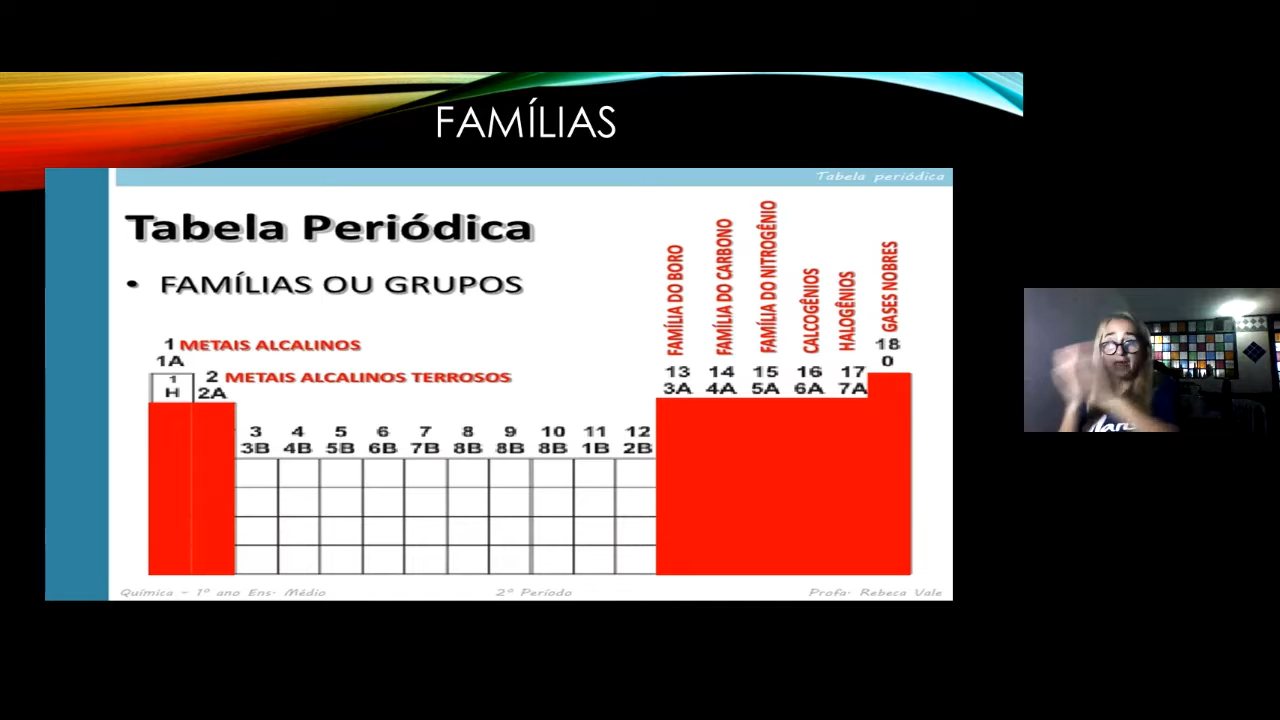 FAMÍLIAS
Tabela periódica
Tabela Periódica
• FAMÍLIAS OU GRUPOS
FAMÍLIA DO BORO
FAMÍLIA DO CARBONO
FAMÍLIA DO NITROGÊNIO
CALCOGÊNIOS
HALOGÊNIOS
GASES NOBRES
1 METAIS ALCALINOS
1A
18
0
1
H
2 METAIS ALCALINOS TERROSOS
2A
13 14 15 16 17
3A 4A 5A 6A 7A
3 4 5 6 7 8 9 10 11 12
3B 4B 5B 6B 7B 8B 8B 8B 1B 2B
Química - 1º ano Ens. Médio
2º Período
Profa. Rebeca Vale